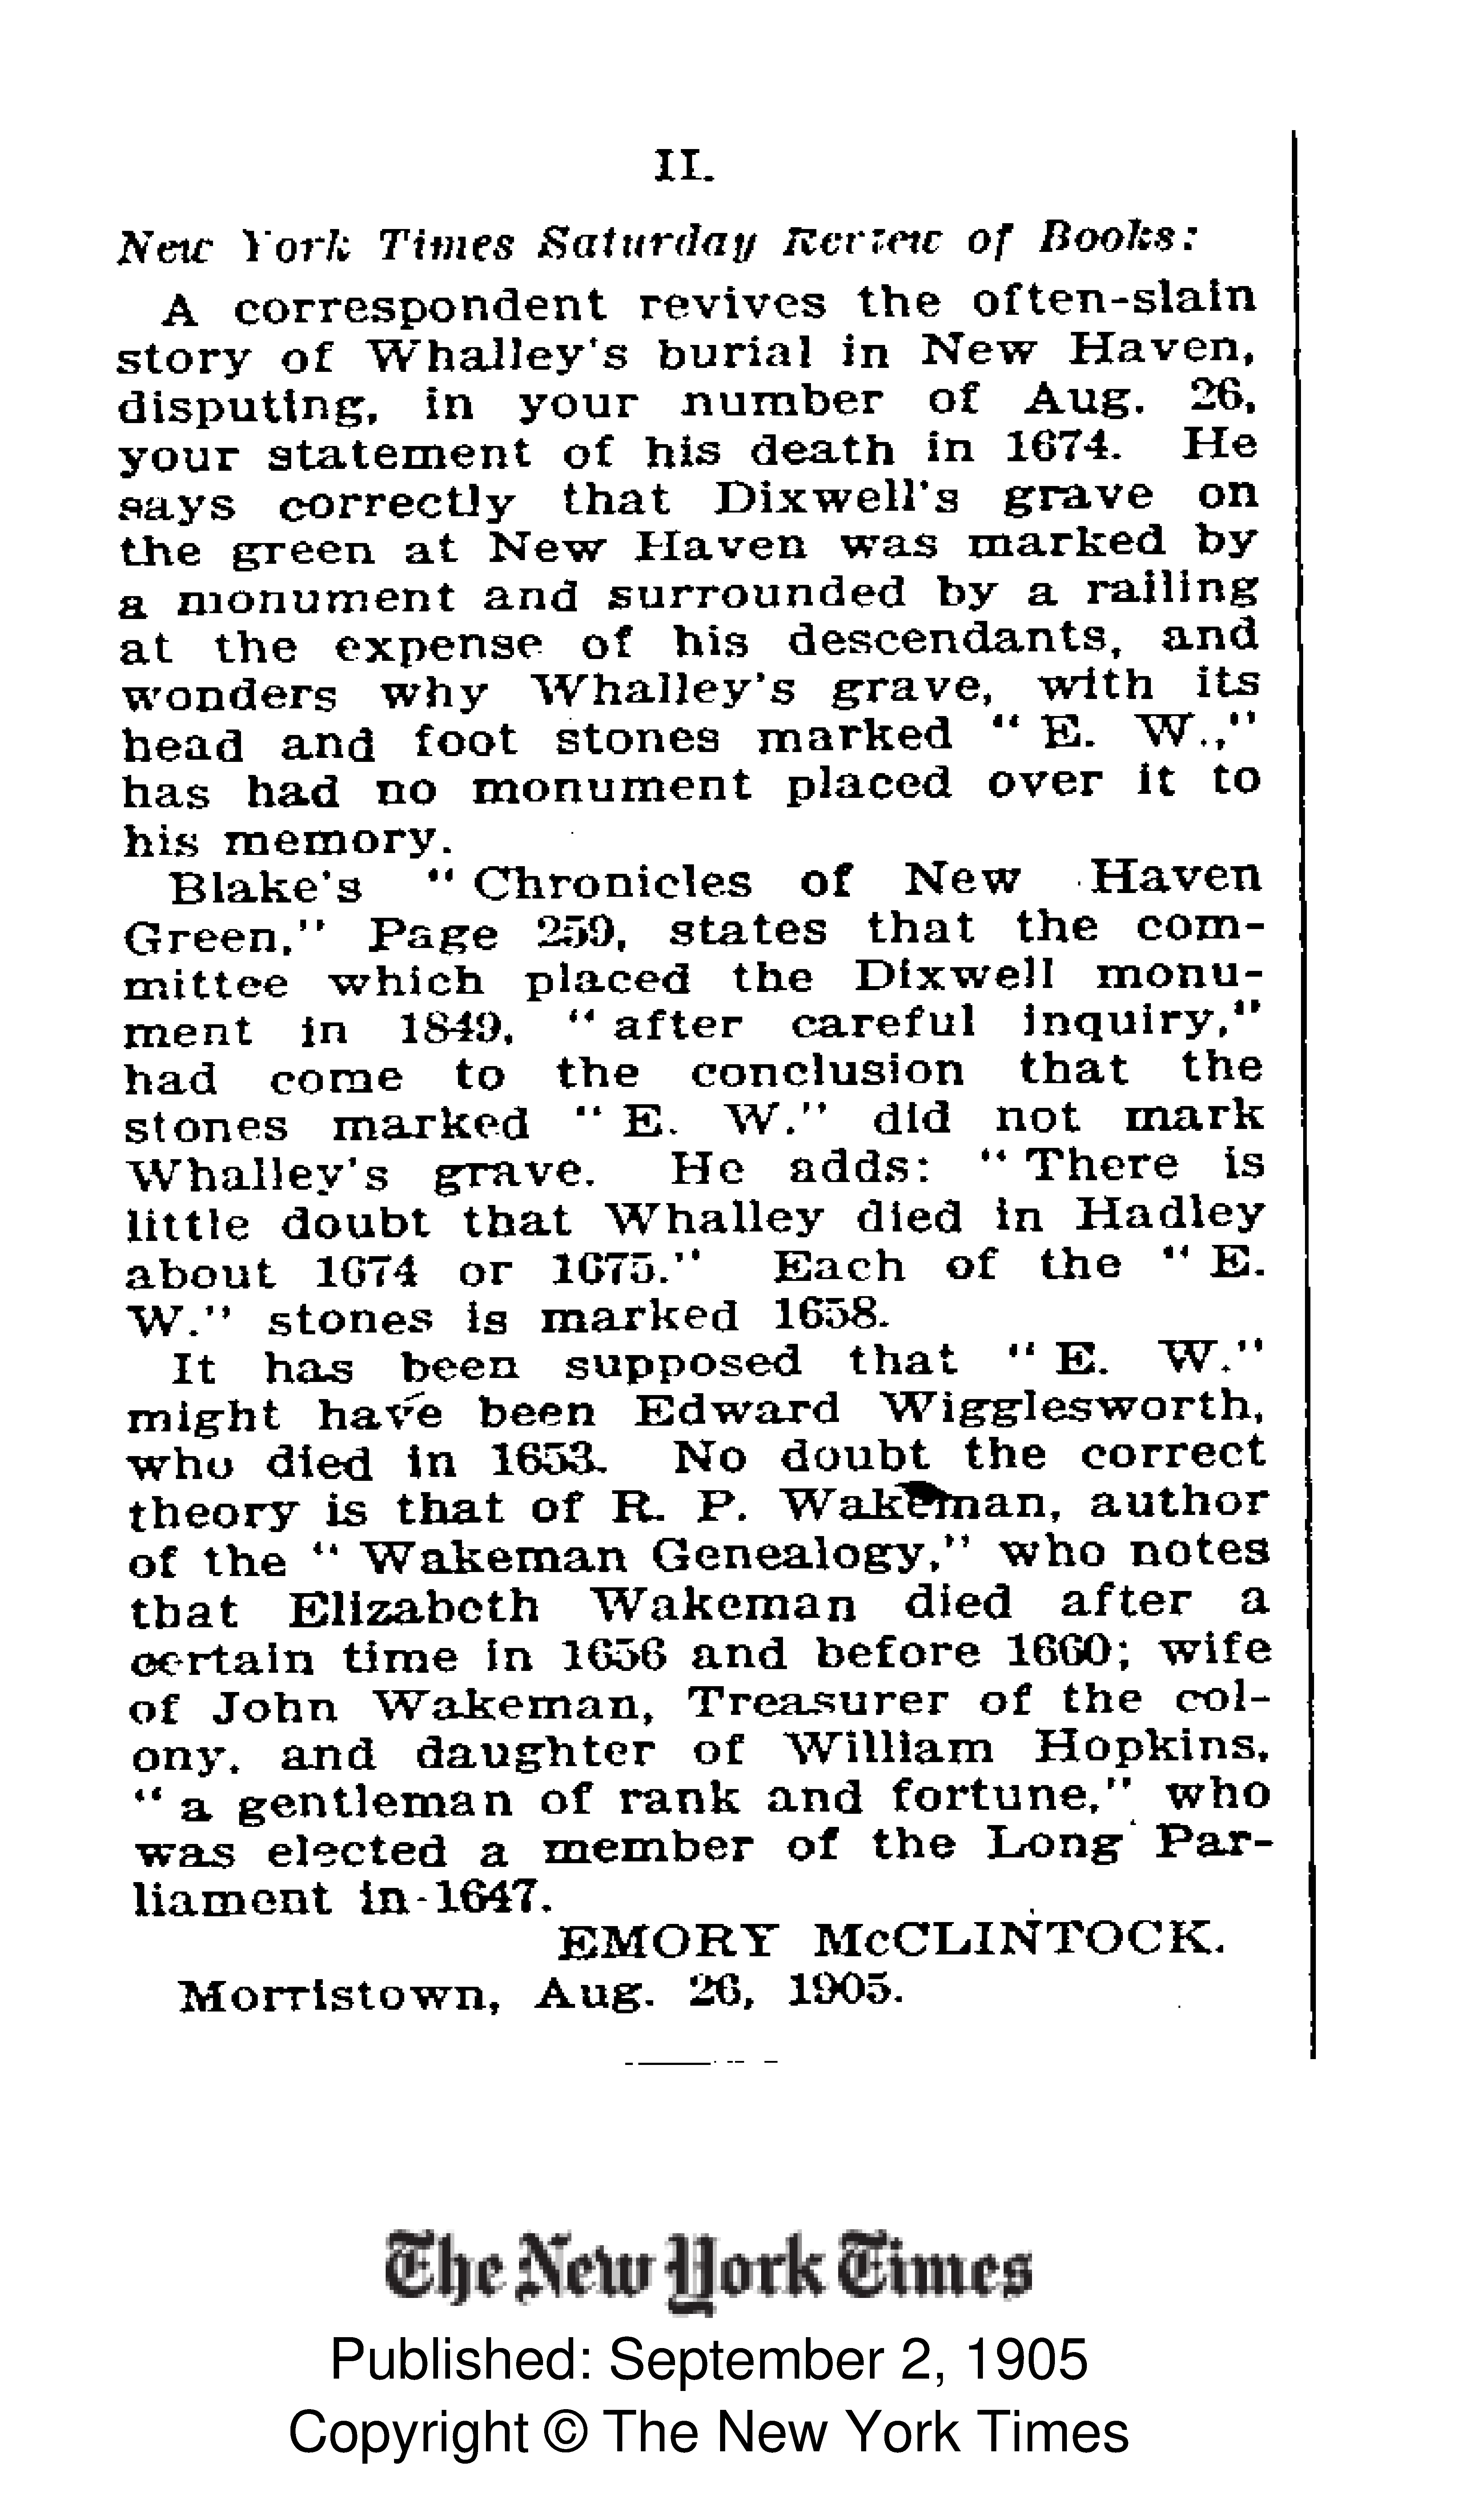 II.
New York Times Saturday Review of Books:
A correspondent revives the often-slain
story of Whalley's burial in New Haven,
disputing, in your number of Aug. 26,
your statement of his death in 1674. He
says correctly that Dixwell's grave on
the green at New Haven was marked by
a monument and surrounded by a railing
at the expense of his descendants, and
wonders why Whalley's grave, with its
head and foot stones marked "E. W.,"
has had no monument placed over it to
his memory.
Blake's "Chronicles of New Haven
Green," Page 259, states that the com-
mittee which placed the Dixwell monu-
ment in 1849, "after careful inquiry,"
had come to the conclusion that the
stones marked "E. W." did not mark
Whalley's grave. He adds: "There is
little doubt that Whalley died in Hadley
about 1674 or 1675." Each of the "E.
W." stones is marked 1658.
It has been supposed that "E. W."
might have been Edward Wigglesworth,
who died in 1653. No doubt the correct
theory is that of R. P. Wakeman, author
of the "Wakeman Genealogy," who notes
that Elizabeth Wakeman died after a
certain time in 1656 and before 1660; wife
of John Wakeman, Treasurer of the col-
ony, and daughter of William Hopkins,
"a gentleman of rank and fortune," who
was elected a member of the Long Par-
liament in 1647.
EMORY McCLINTOCK.
Morristown, Aug. 26, 1905.
The New York Times
Published: September 2, 1905
Copyright © The New York Times